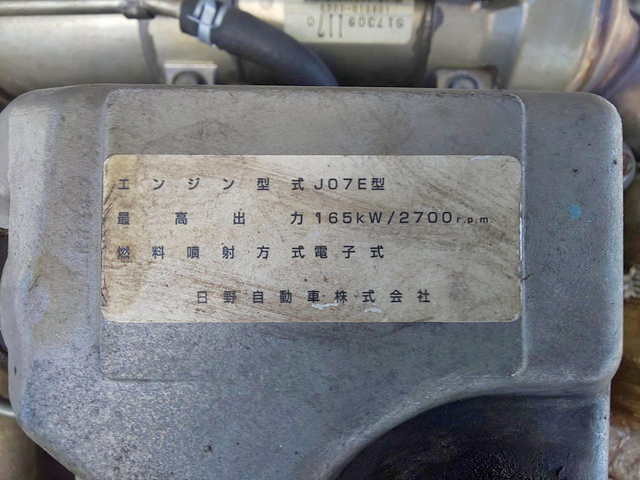 5173091170
エンジン型式J07E型
最高出力165kW/2700r.p.m.
燃料噴射方式電子式
日野自動車株式会社